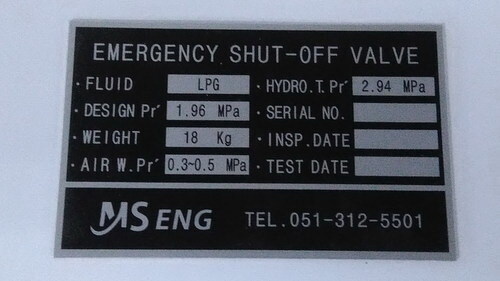 EMERGENCY SHUT-OFF VALVE
· FLUID LPG · HYDRO.T.Pr' 2.94 MPa
· DESIGN Pr' 1.96 MPa · SERIAL NO.
· WEIGHT 18 Kg · INSP.DATE
· AIR W.Pr' 0.3~0.5 MPa · TEST DATE
MS ENG TEL.051-312-5501